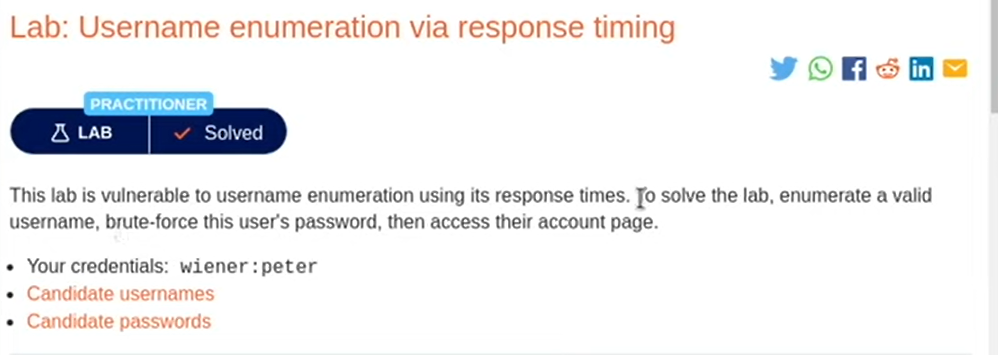 Lab: Username enumeration via response timing
PRACTITIONER
LAB Solved
This lab is vulnerable to username enumeration using its response times. To solve the lab, enumerate a valid
username, brute-force this user's password, then access their account page.
• Your credentials: wiener:peter
• Candidate usernames
• Candidate passwords